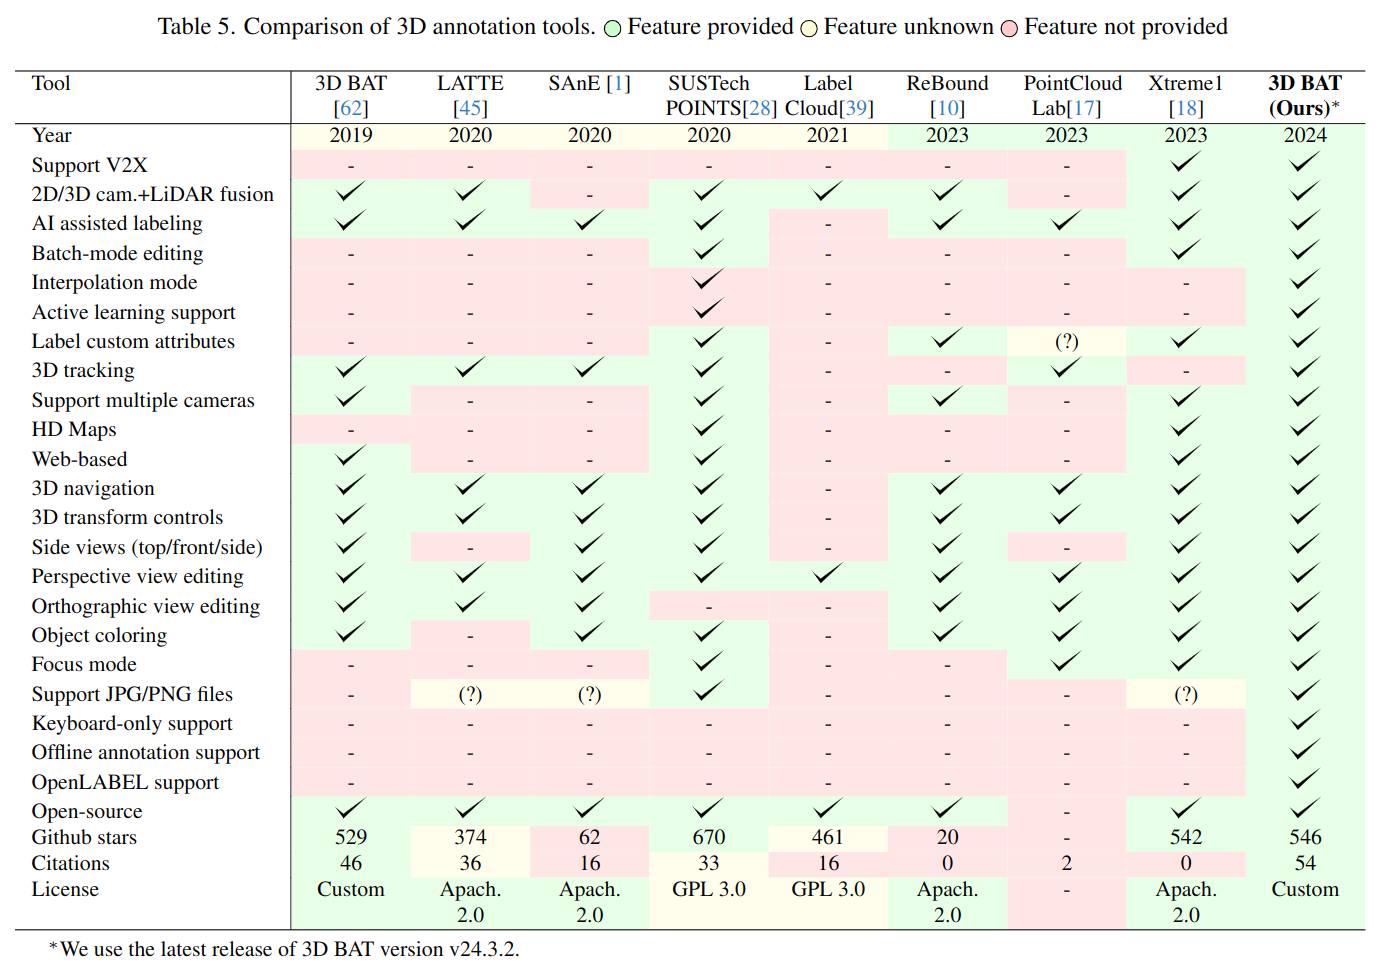 Table 5. Comparison of 3D annotation tools. Feature provided Feature unknown Feature not provided
Tool 3D BAT LATTE SAnE [1] SUSTech Label ReBound PointCloud Xtreme1 3D BAT
[62] [45] POINTS[28] Cloud[39] [10] Lab[17] [18] (Ours)*
Year 2019 2020 2020 2020 2021 2023 2023 2023 2024
Support V2X - - - - - - - ✓ ✓
2D/3D cam.+LiDAR fusion ✓ ✓ - ✓ ✓ ✓ - ✓ ✓
AI assisted labeling ✓ ✓ ✓ ✓ - ✓ ✓ ✓ ✓
Batch-mode editing - - - ✓ - - - ✓ ✓
Interpolation mode - - - ✓ - - - - ✓
Active learning support - - - ✓ - - - - ✓
Label custom attributes - - - ✓ - ✓ (?) ✓ ✓
3D tracking ✓ ✓ ✓ ✓ - - ✓ - ✓
Support multiple cameras ✓ - - ✓ - ✓ - ✓ ✓
HD Maps - - - ✓ - - - ✓ ✓
Web-based ✓ - - ✓ - - - ✓ ✓
3D navigation ✓ ✓ ✓ ✓ - ✓ ✓ ✓ ✓
3D transform controls ✓ ✓ ✓ ✓ - ✓ ✓ ✓ ✓
Side views (top/front/side) ✓ - ✓ ✓ - ✓ - ✓ ✓
Perspective view editing ✓ ✓ ✓ ✓ ✓ ✓ ✓ ✓ ✓
Orthographic view editing ✓ ✓ ✓ - - ✓ ✓ ✓ ✓
Object coloring ✓ - ✓ ✓ - ✓ ✓ ✓ ✓
Focus mode - - - ✓ - - ✓ ✓ ✓
Support JPG/PNG files - (?) (?) ✓ - - - (?) ✓
Keyboard-only support - - - - - - - - ✓
Offline annotation support - - - - - - - - ✓
OpenLABEL support - - - - - - - - ✓
Open-source ✓ ✓ ✓ ✓ ✓ ✓ - ✓ ✓
Github stars 529 374 62 670 461 20 - 542 546
Citations 46 36 16 33 16 0 2 0 54
License Custom Apach. Apach. GPL 3.0 GPL 3.0 Apach. - Apach. Custom
2.0 2.0 2.0 2.0
*We use the latest release of 3D BAT version v24.3.2.